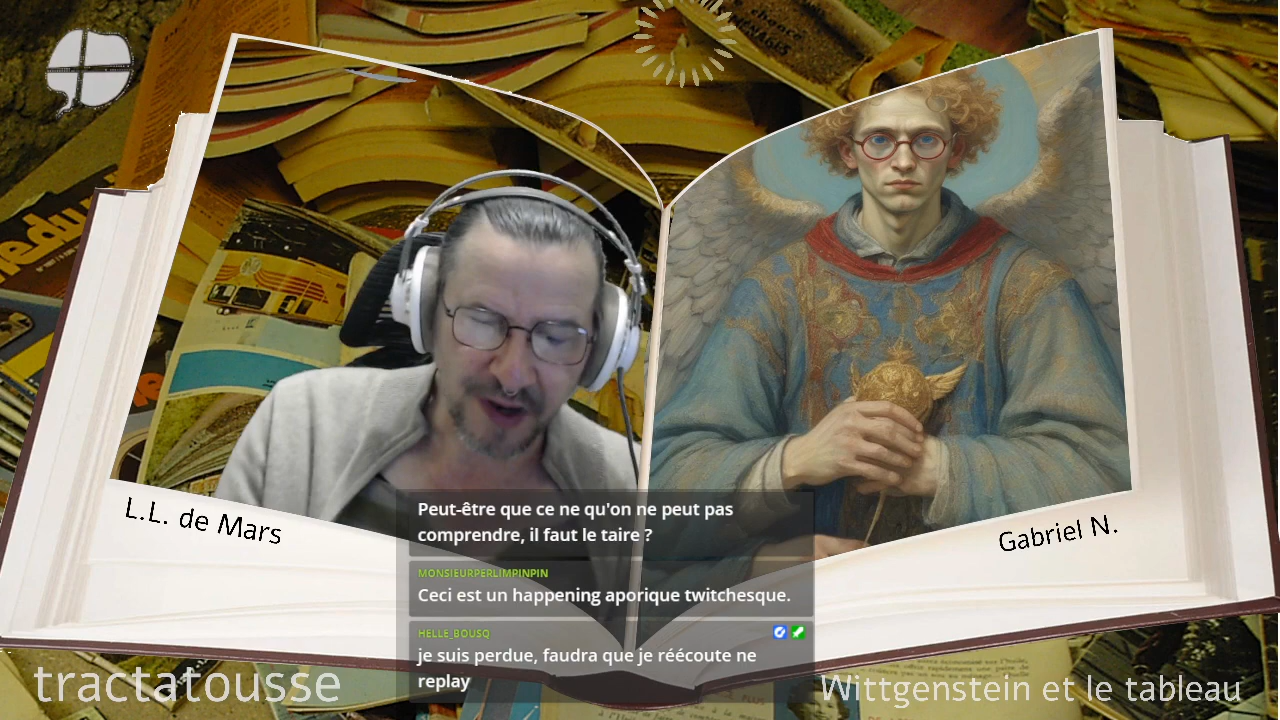 chance
VIRAGES
L.L. de Mars
Gabriel N.
Peut-être que ce ne qu'on ne peut pas
comprendre, il faut le taire ?
MONSIEURPERLIMPINPIN
Ceci est un happening aporique twitchesque.
HELLE_BOUSQ
je suis perdue, faudra que je réécoute ne
replay
tractatousse
Wittgenstein et le tableau